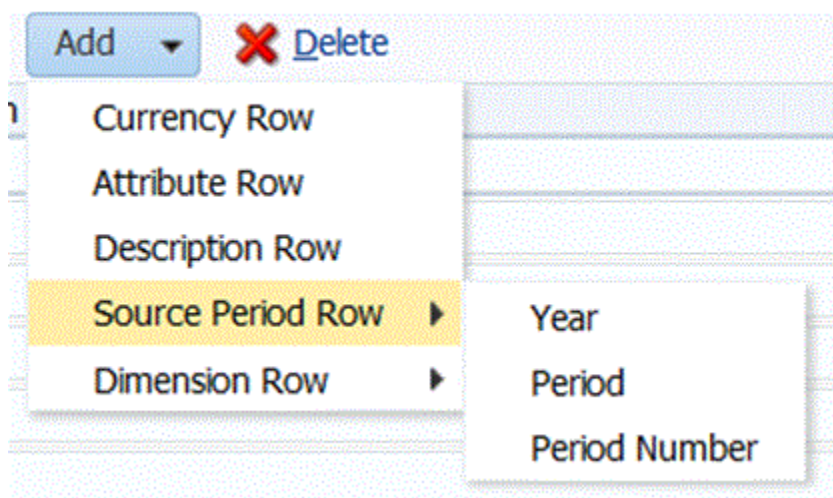 Add Delete
n
Currency Row
Attribute Row
Description Row
Source Period Row
Year
Dimension Row
Period
Period Number